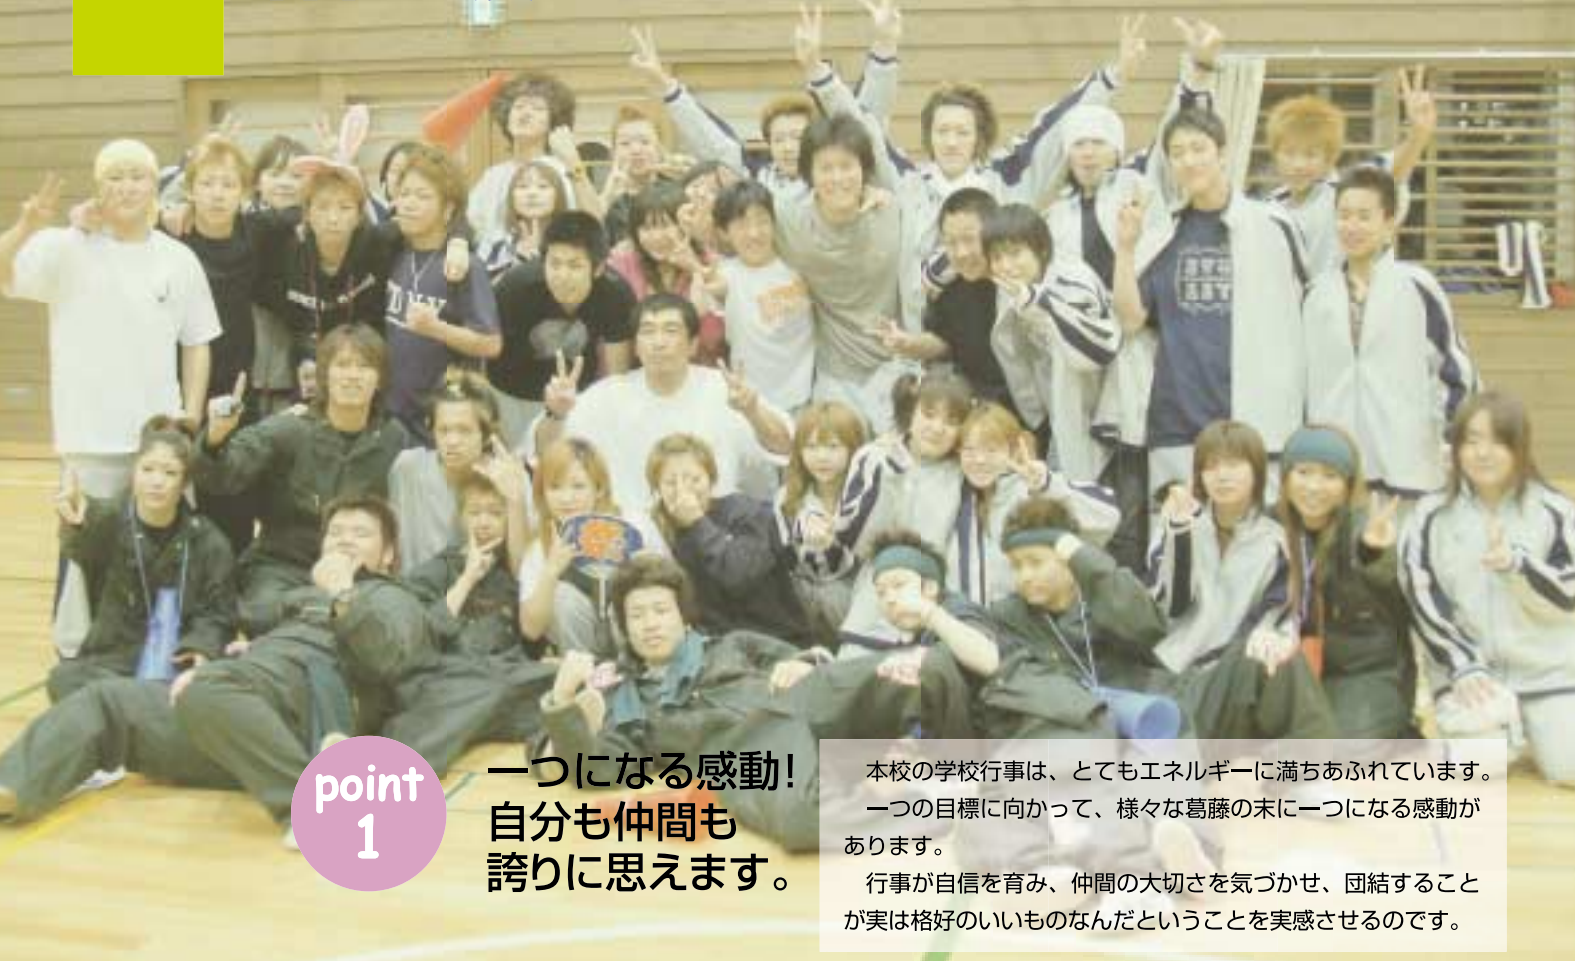 point
1
一つになる感動！
自分も仲間も
誇りに思えます。
本校の学校行事は、とてもエネルギーに満ちあふれています。
一つの目標に向かって、様々な葛藤の末に一つになる感動が
あります。
行事が自信を育み、仲間の大切さを気づかせ、団結すること
が実は格好のいいものなんだということを実感させるのです。